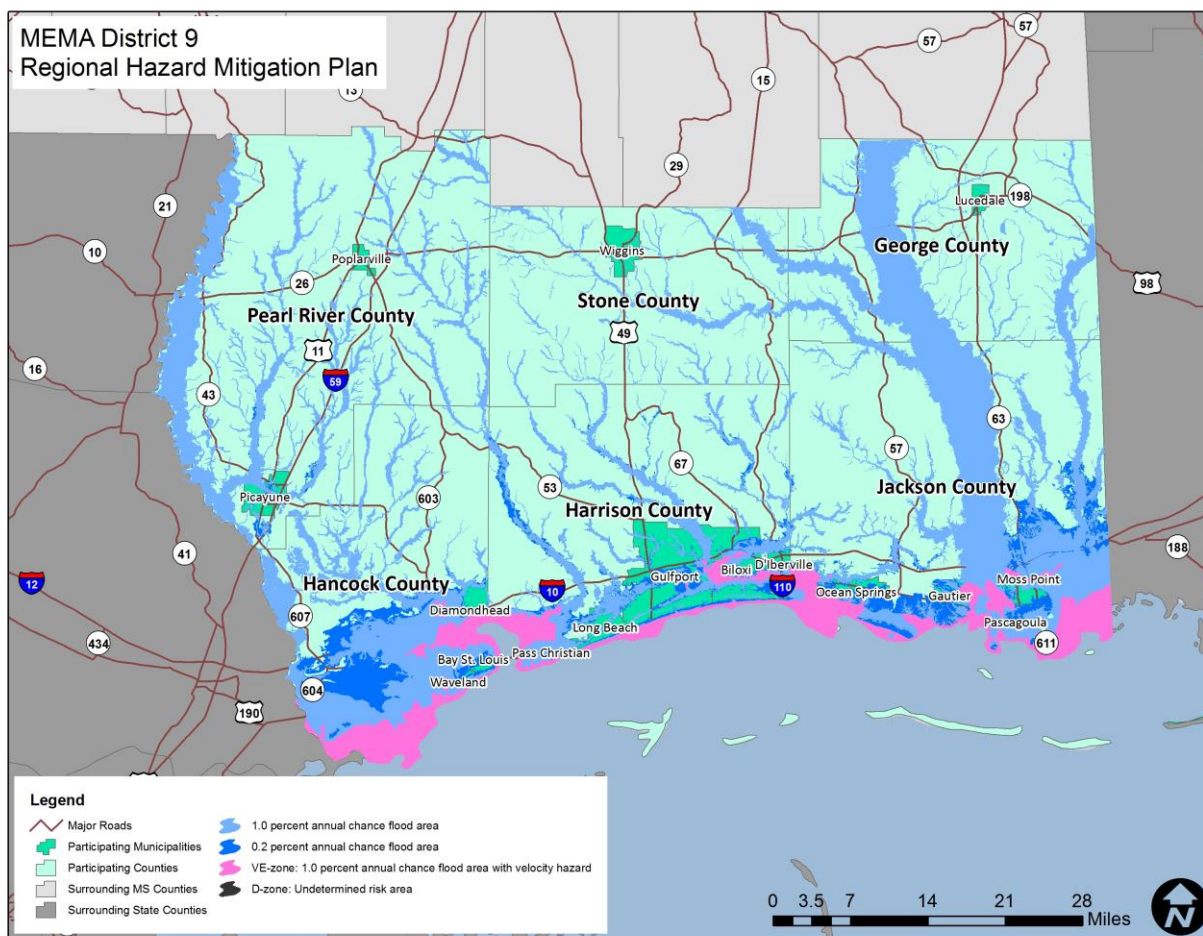 MEMA District 9
Regional Hazard Mitigation Plan
57
57
13
15
29
21
Lucedale
198
10
Poplarville
Wiggins
George County
98
26
Pearl River County
Stone County
11
49
16
59
43
63
57
67
Picayune
603
53
Jackson County
Harrison County
41
188
12
Hancock County
Biloxi
D'Iberville
Gulfport
Moss Point
10
110
Ocean Springs
Gautier
Diamondhead
607
Long Beach
Pascagoula
434
Pass Christian
611
Bay St. Louis
Waveland
604
190
Legend
Major Roads
Participating Municipalities
Participating Counties
Surrounding MS Counties
Surrounding State Counties
1.0 percent annual chance flood area
0.2 percent annual chance flood area
VE-zone: 1.0 percent annual chance flood area with velocity hazard
D-zone: Undetermined risk area
0 3.5 7 14 21 28
Miles
N